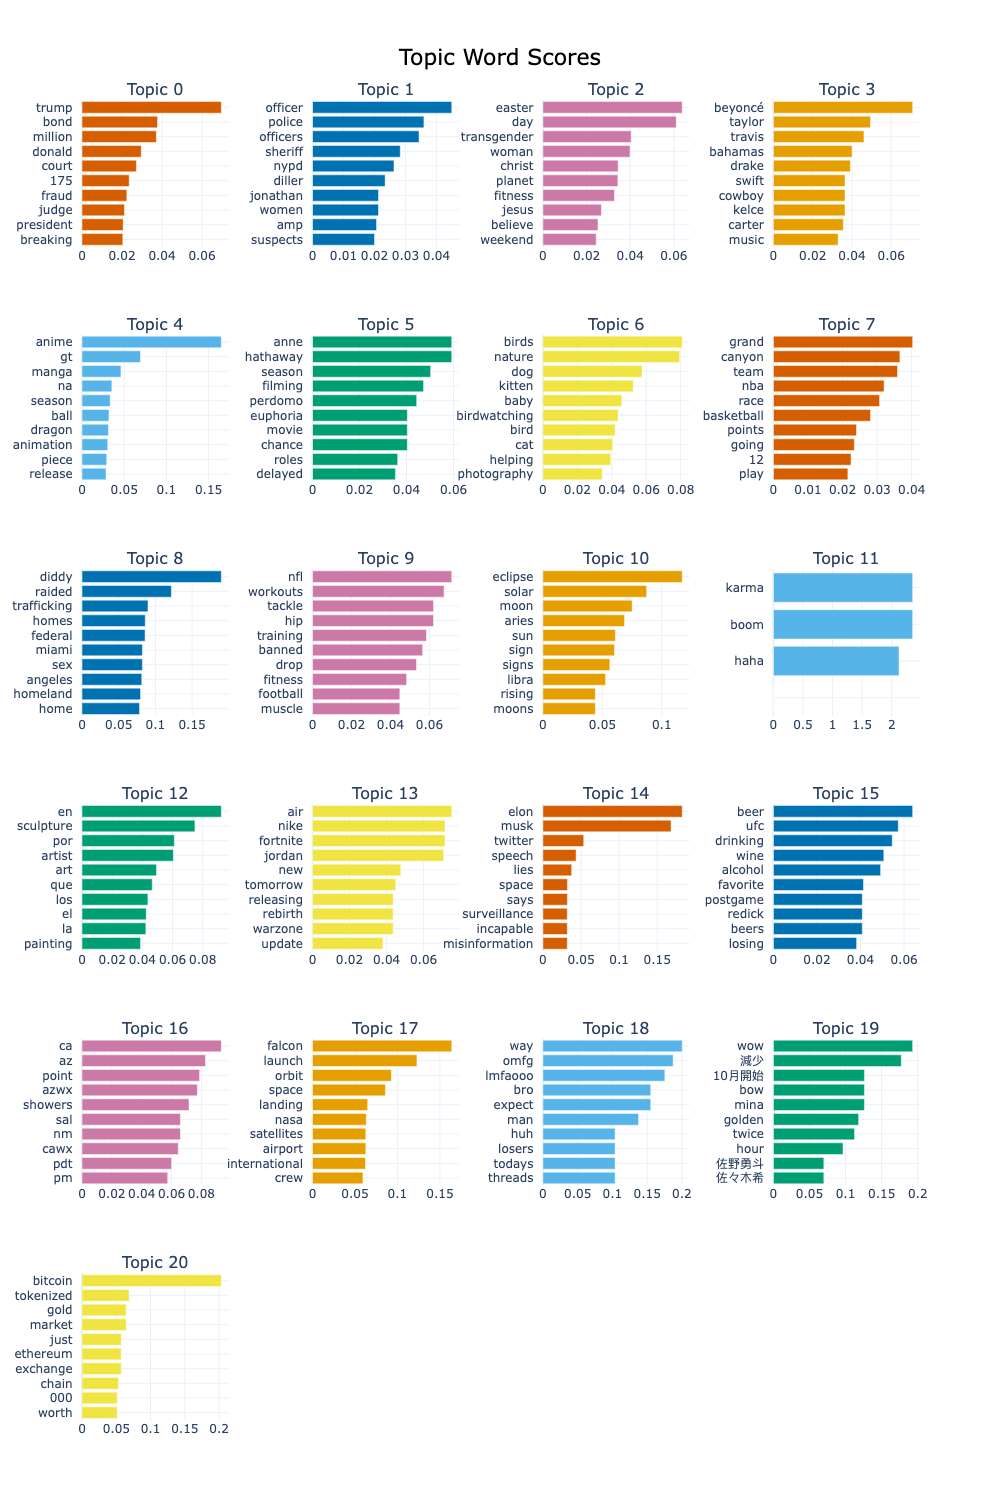 Topic Word Scores
Topic 0
trump
bond
million
donald
court
175
fraud
judge
president
breaking
0 0.02 0.04 0.06
Topic 1
officer
police
officers
sheriff
nypd
diller
jonathan
women
amp
suspects
0 0.01 0.02 0.03 0.04
Topic 2
easter
day
transgender
woman
christ
planet
fitness
jesus
believe
weekend
0 0.02 0.04 0.06
Topic 3
beyoncé
taylor
travis
bahamas
drake
swift
cowboy
kelce
carter
music
0 0.02 0.04 0.06
Topic 4
anime
gt
manga
na
season
ball
dragon
animation
piece
release
0 0.05 0.1 0.15
Topic 5
anne
hathaway
season
filming
perdomo
euphoria
movie
chance
roles
delayed
0 0.02 0.04 0.06
Topic 6
birds
nature
dog
kitten
baby
birdwatching
bird
cat
helping
photography
0 0.02 0.04 0.06 0.08
Topic 7
grand
canyon
team
nba
race
basketball
points
going
12
play
0 0.01 0.02 0.03 0.04
Topic 8
diddy
raided
trafficking
homes
federal
miami
sex
angeles
homeland
home
0 0.05 0.1 0.15
Topic 9
nfl
workouts
tackle
hip
training
banned
drop
fitness
football
muscle
0 0.02 0.04 0.06
Topic 10
eclipse
solar
moon
aries
sun
sign
signs
libra
rising
moons
0 0.05 0.1
Topic 11
karma
boom
haha
0 0.5 1 1.5 2
Topic 12
en
sculpture
por
artist
art
que
los
el
la
painting
0 0.02 0.04 0.06 0.08
Topic 13
air
nike
fortnite
jordan
new
tomorrow
releasing
rebirth
warzone
update
0 0.02 0.04 0.06
Topic 14
elon
musk
twitter
speech
lies
space
says
surveillance
incapable
misinformation
0 0.05 0.1 0.15
Topic 15
beer
ufc
drinking
wine
alcohol
favorite
postgame
redick
beers
losing
0 0.02 0.04 0.06
Topic 16
ca
az
point
azwx
showers
sal
nm
cawx
pdt
pm
0 0.02 0.04 0.06 0.08
Topic 17
falcon
launch
orbit
space
landing
nasa
satellites
airport
international
crew
0 0.05 0.1 0.15
Topic 18
way
omfg
lmfaooo
bro
expect
man
huh
losers
todays
threads
0 0.05 0.1 0.15 0.2
Topic 19
wow
減少
10月開始
bow
mina
golden
twice
hour
佐野勇斗
佐々木希
0 0.05 0.1 0.15 0.2
Topic 20
bitcoin
tokenized
gold
market
just
ethereum
exchange
chain
000
worth
0 0.05 0.1 0.15 0.2